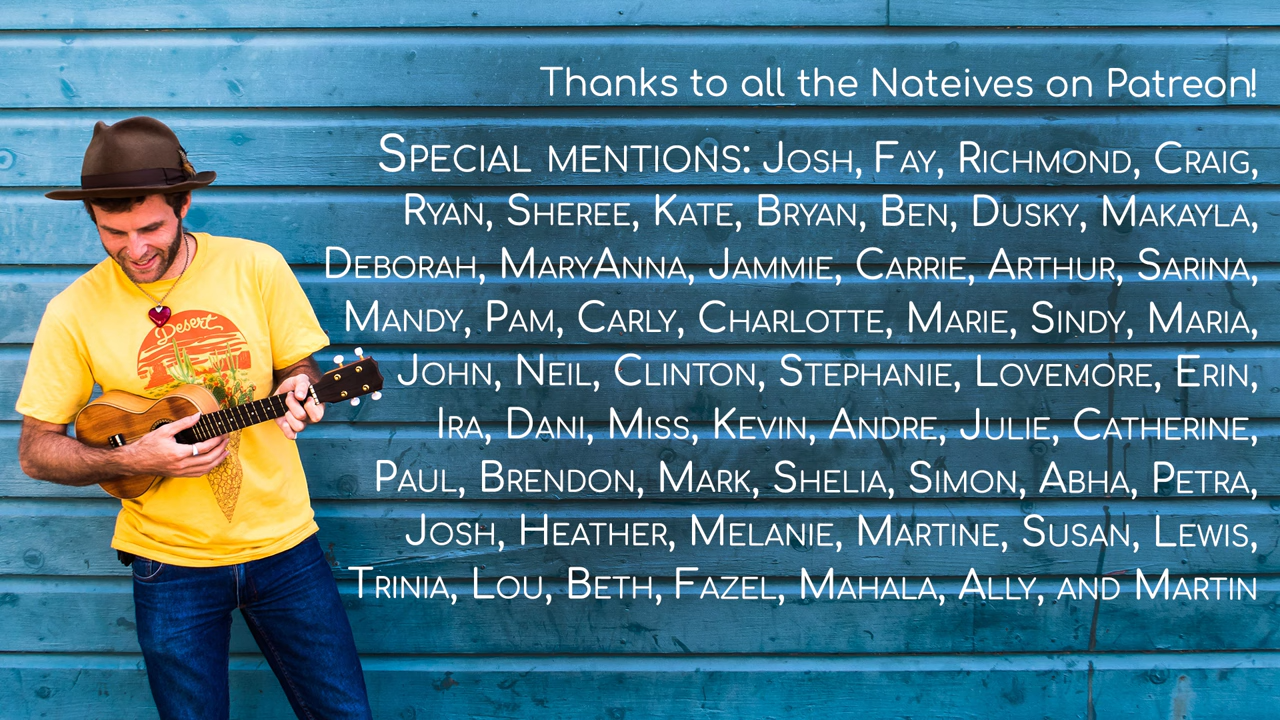 Thanks to all the Nateives on Patreon!
SPECIAL MENTIONS: JOSH, FAY, RICHMOND, CRAIG,
RYAN, SHEREE, KATE, BRYAN, BEN, DUSKY, MAKAYLA,
DEBORAH, MARYANNA, JAMMIE, CARRIE, ARTHUR, SARINA,
MANDY, PAM, CARLY, CHARLOTTE, MARIE, SINDY, MARIA,
JOHN, NEIL, CLINTON, STEPHANIE, LOVEMORE, ERIN,
IRA, DANI, MISS, KEVIN, ANDRE, JULIE, CATHERINE,
PAUL, BRENDON, MARK, SHELIA, SIMON, ABHA, PETRA,
JOSH, HEATHER, MELANIE, MARTINE, SUSAN, LEWIS,
TRINIA, LOU, BETH, FAZEL, MAHALA, ALLY, AND MARTIN
Desert